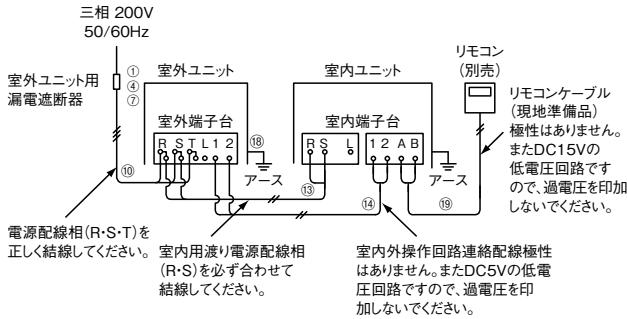 三相 200V
50/60Hz
室外ユニット用
漏電遮断器
①
④
⑦
室外ユニット
室外端子台
R S T L 1 2
⑱
アース
⑩
電源配線相(R・S・T)を
正しく結線してください。
室内ユニット
室内端子台
R S L
1 2 A B
アース
⑬
⑭
⑲
室内用渡り電源配線相
(R・S)を必ず合わせて
結線してください。
室内外操作回路連絡配線極性
はありません。またDC5Vの低電
圧回路ですので、過電圧を印
加しないでください。
リモコン
(別売)
リモコンケーブル
(現地準備品)
極性はありません。
またDC15Vの
低電圧回路です
ので、過電圧を印加
しないでください。